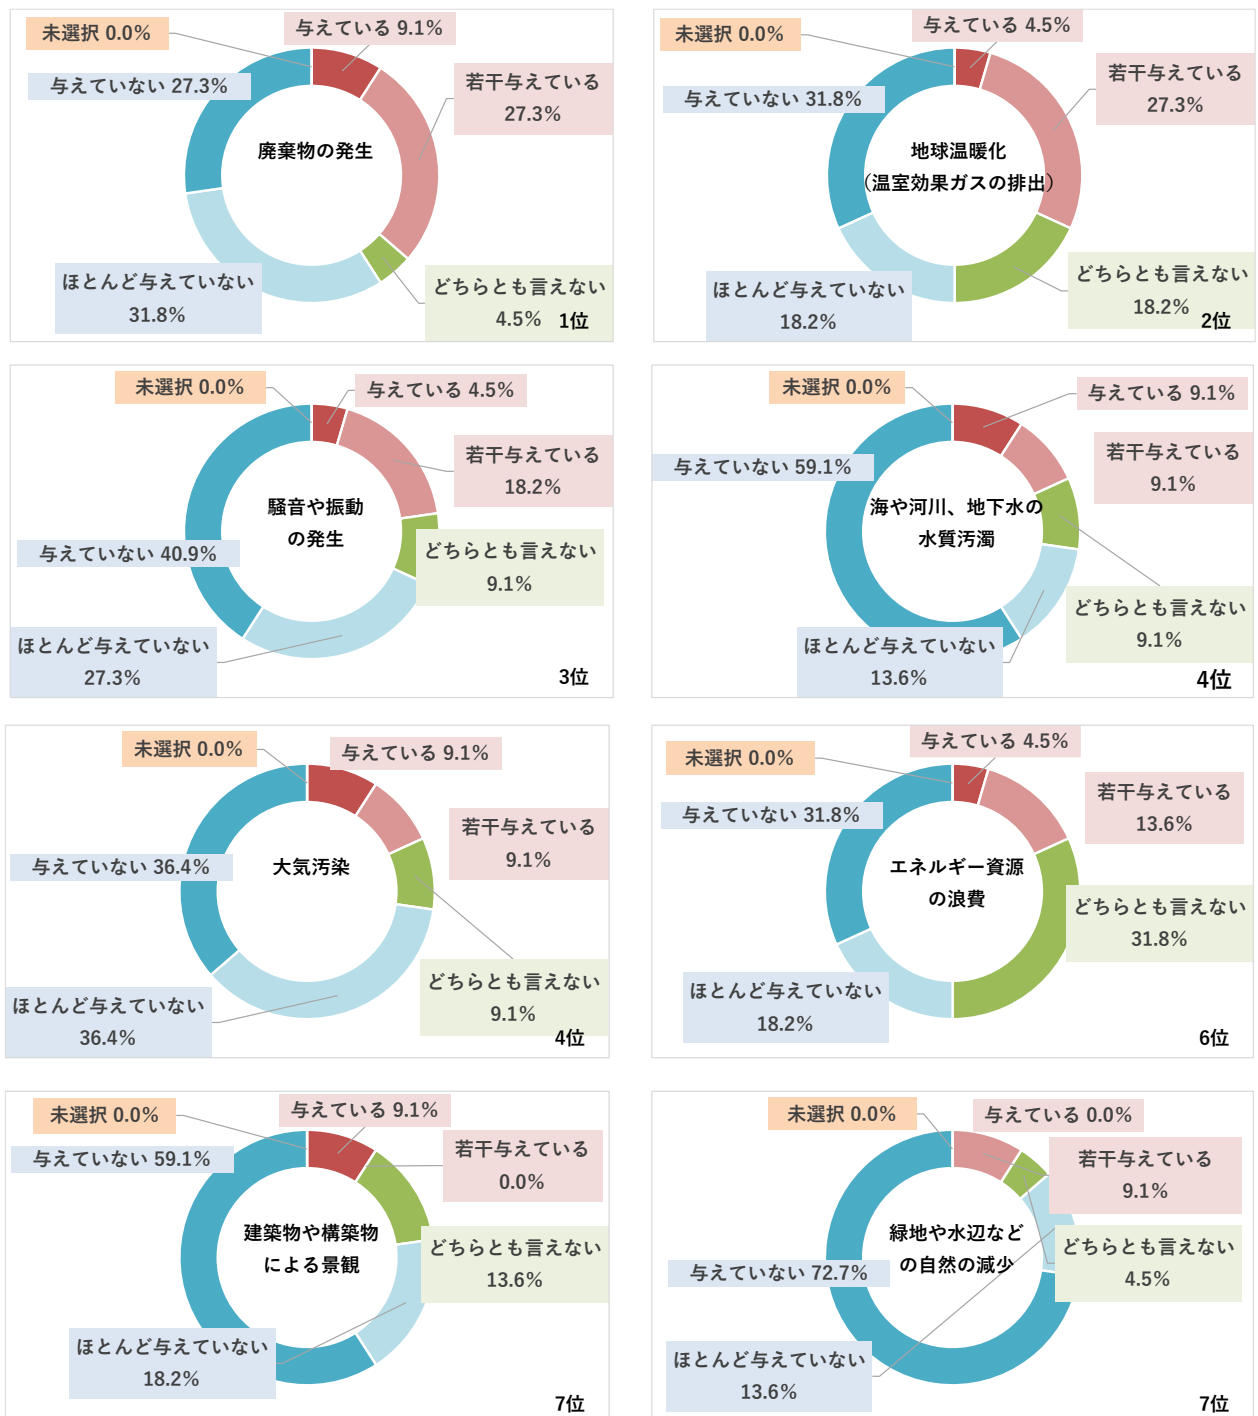 未選択 0.0%
与えている 9.1%
与えていない 27.3%
若干与えている
27.3%
廃棄物の発生
ほとんど与えていない
31.8%
どちらとも言えない
4.5%
1位
未選択 0.0%
与えている 4.5%
与えていない 31.8%
若干与えている
27.3%
地球温暖化
（温室効果ガスの排出）
ほとんど与えていない
18.2%
どちらとも言えない
18.2%
2位
未選択 0.0%
与えている 4.5%
若干与えている
18.2%
騒音や振動
の発生
与えていない 40.9%
どちらとも言えない
9.1%
ほとんど与えていない
27.3%
3位
未選択 0.0%
与えている 9.1%
与えていない 59.1%
若干与えている
9.1%
海や河川、地下水の
水質汚濁
どちらとも言えない
9.1%
ほとんど与えていない
13.6%
4位
未選択 0.0%
与えている 9.1%
若干与えている
9.1%
与えていない 36.4%
大気汚染
どちらとも言えない
9.1%
ほとんど与えていない
36.4%
4位
未選択 0.0%
与えている 4.5%
与えていない 31.8%
若干与えている
13.6%
エネルギー資源
の浪費
どちらとも言えない
31.8%
ほとんど与えていない
18.2%
6位
未選択 0.0%
与えている 9.1%
与えていない 59.1%
若干与えている
0.0%
建築物や構築物
による景観
どちらとも言えない
13.6%
ほとんど与えていない
18.2%
7位
未選択 0.0%
与えている 0.0%
若干与えている
9.1%
緑地や水辺など
の自然の減少
どちらとも言えない
4.5%
与えていない 72.7%
ほとんど与えていない
13.6%
7位